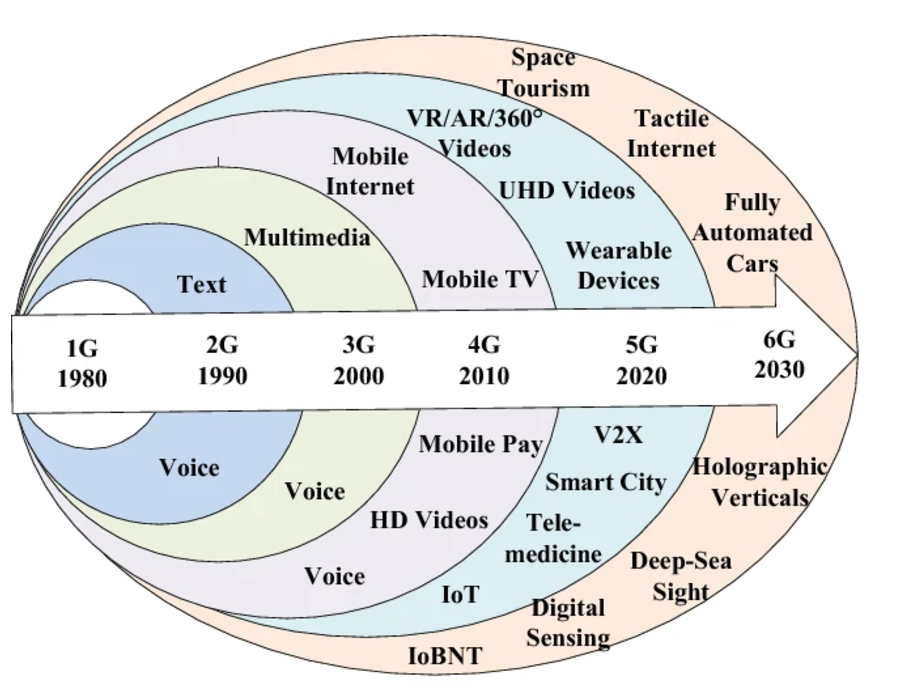 Space
Tourism
VR/AR/360°
Videos
Tactile
Internet
Mobile
Internet
UHD Videos
Fully
Automated
Cars
Multimedia
Wearable
Devices
Text
Mobile TV
1G
1980
2G
1990
3G
2000
4G
2010
5G
2020
6G
2030
Voice
Voice
Mobile Pay
HD Videos
Voice
V2X
Smart City
Tele-
medicine
IoT
Holographic
Verticals
Deep-Sea
Sight
Digital
Sensing
IoBNT